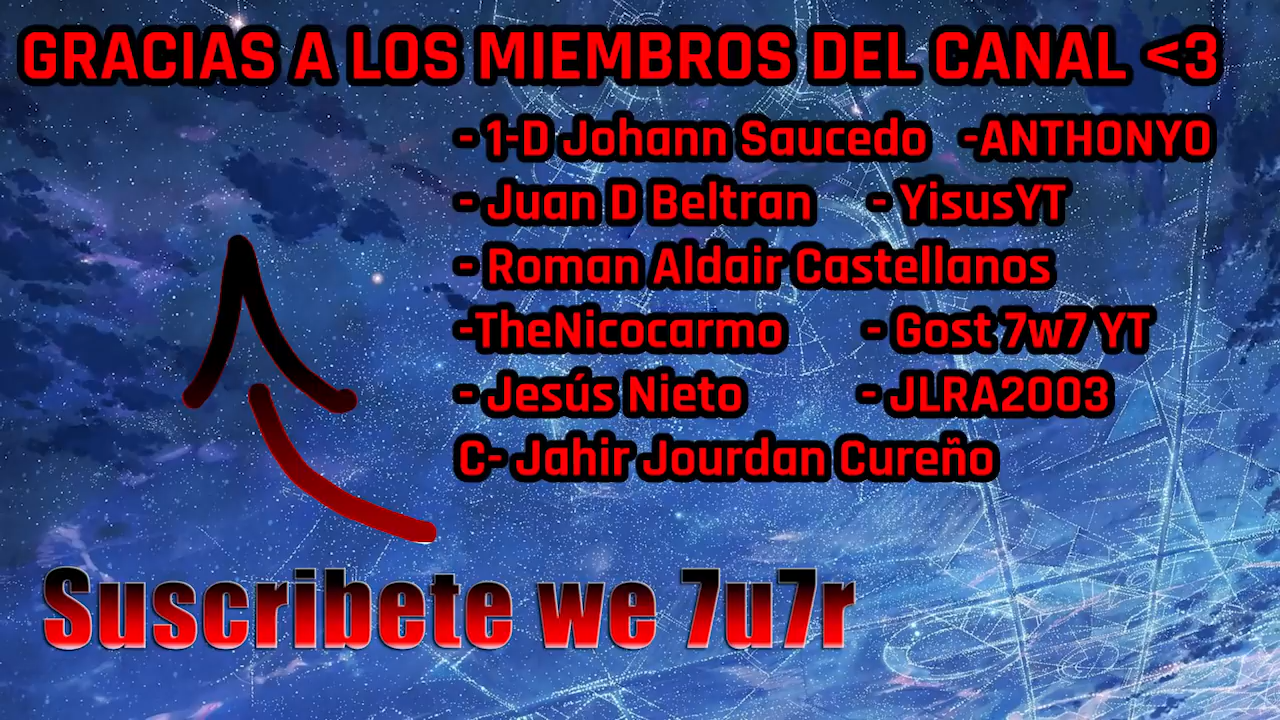 GRACIAS A LOS MIEMBROS DEL CANAL <3
- 1-D Johann Saucedo -ANTHONYO
- Juan D Beltran - YisusYT
- Roman Aldair Castellanos
-TheNicocarmo - Gost 7w7 YT
- Jesús Nieto - JLRA2003
C- Jahir Jourdan Cureño
Suscribete we 7u7r